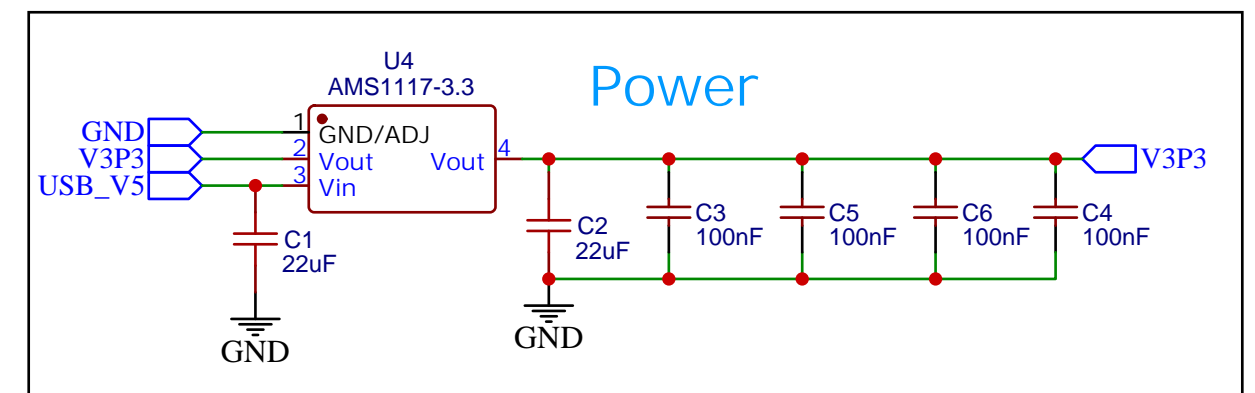 U4
AMS1117-3.3
Power
GND
V3P3
USB_V5
1
2
3
GND/ADJ
Vout
Vin
Vout
4
V3P3
C1
22uF
GND
C2
22uF
GND
C3
100nF
C5
100nF
C6
100nF
C4
100nF